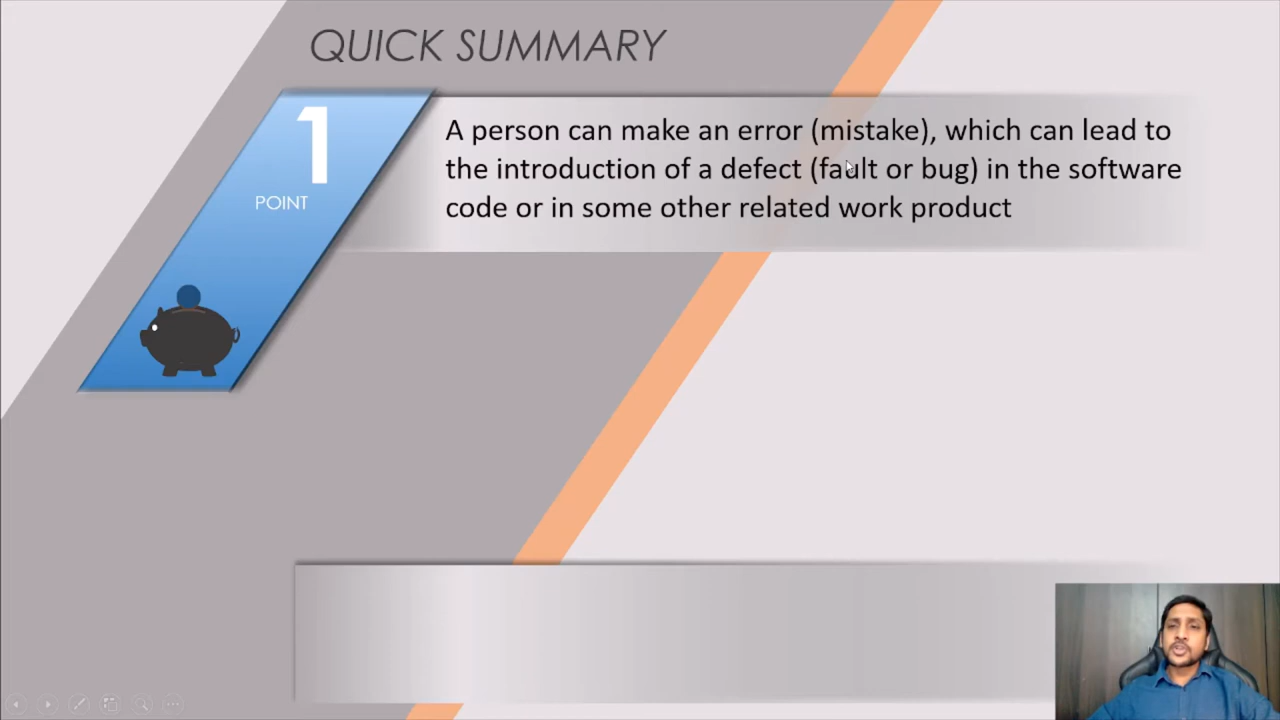 QUICK SUMMARY
1
POINT
A person can make an error (mistake), which can lead to
the introduction of a defect (fault or bug) in the software
code or in some other related work product